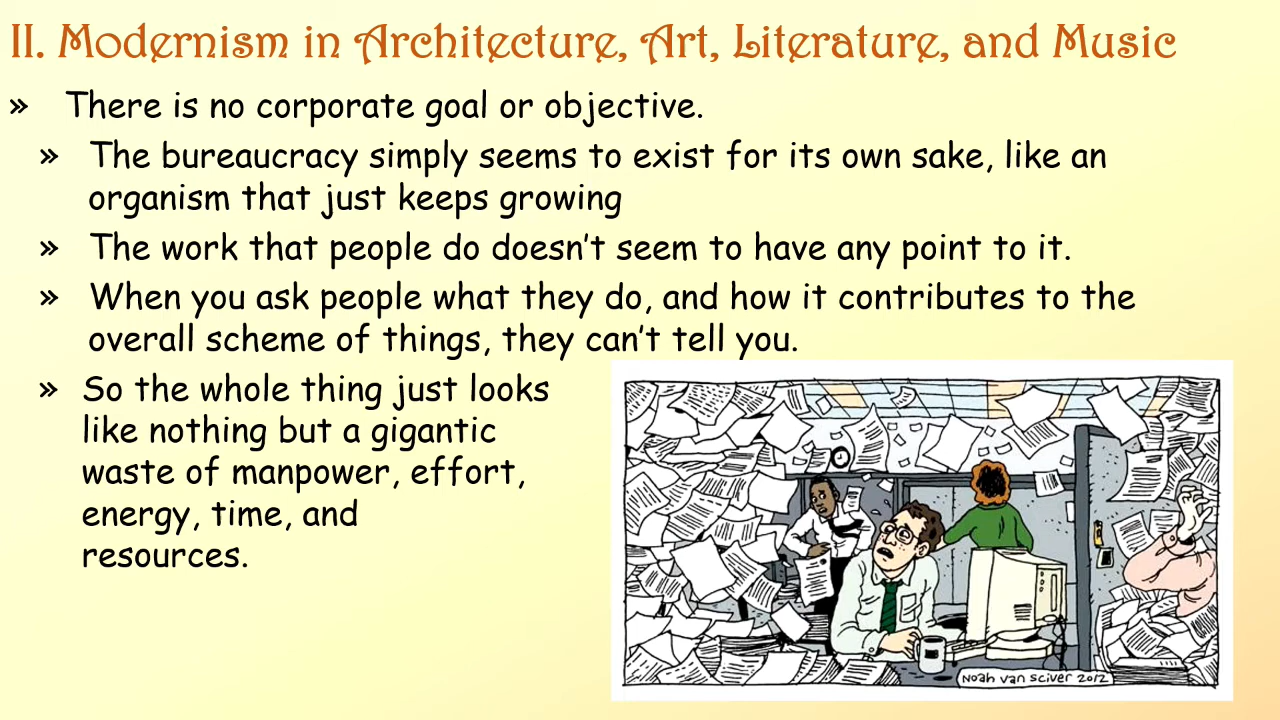 II. Modernism in Architecture, Art, Literature, and Music
» There is no corporate goal or objective.
» The bureaucracy simply seems to exist for its own sake, like an
organism that just keeps growing
» The work that people do doesn’t seem to have any point to it.
» When you ask people what they do, and how it contributes to the
overall scheme of things, they can’t tell you.
» So the whole thing just looks
like nothing but a gigantic
waste of manpower, effort,
energy, time, and
resources.
Noah van Sciver 2012